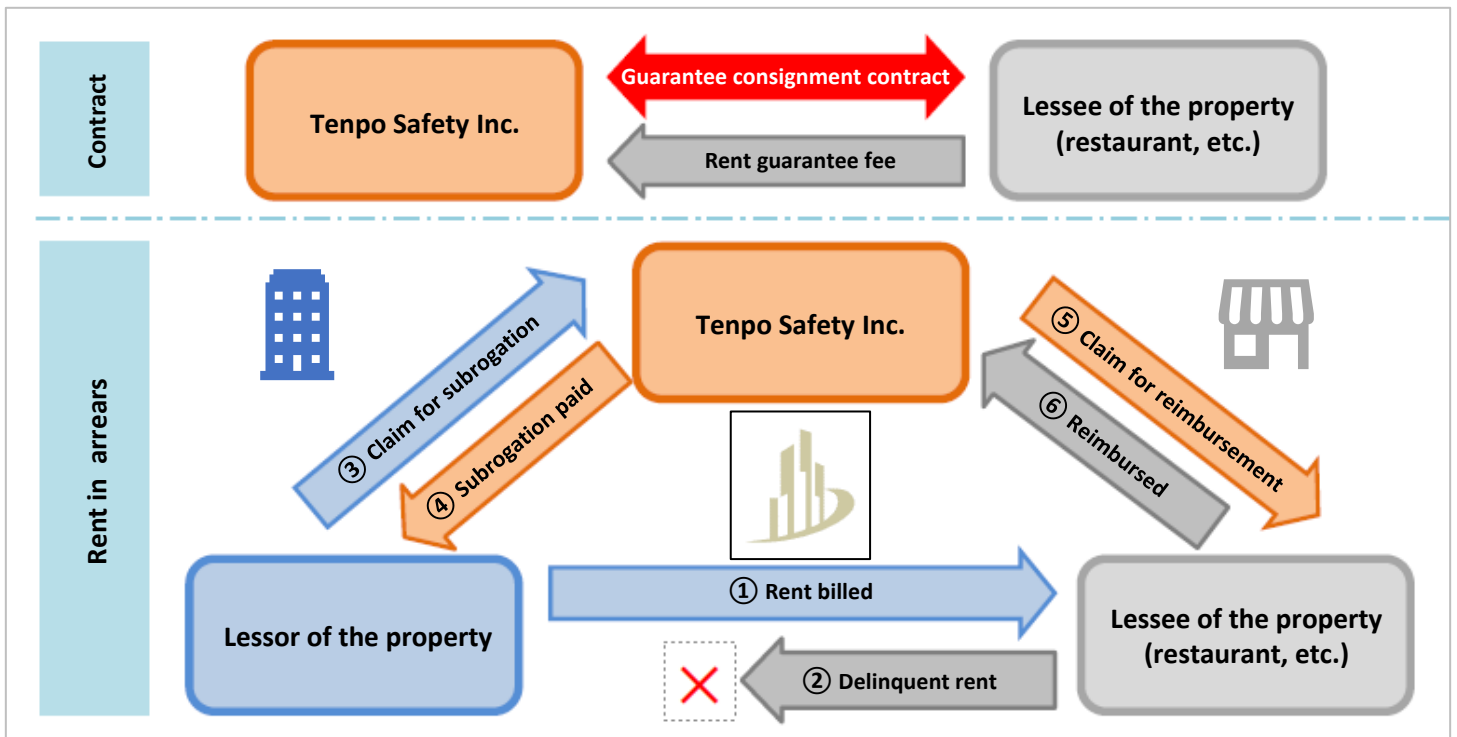 Contract
Tenpo Safety Inc.
Guarantee consignment contract
Rent guarantee fee
Lessee of the property
(restaurant, etc.)
Rent in arrears
Tenpo Safety Inc.
③ Claim for subrogation
④ Subrogation paid
⑤ Claim for reimbursement
⑥ Reimbursed
Lessor of the property
① Rent billed
② Delinquent rent
Lessee of the property
(restaurant, etc.)